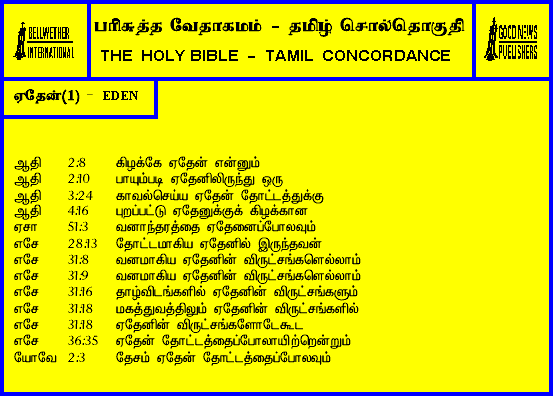 BELLWETHER INTERNATIONAL
பரிசுத்த வேதாகமம் - தமிழ் சொல்தொகுதி
THE HOLY BIBLE - TAMIL CONCORDANCE
GOOD NEWS PUBLISHERS
ஏதேன்(1) - EDEN
ஆதி 2:8 கிழக்கே ஏதேன் என்னும்
ஆதி 2:10 பாயும்படி ஏதேனிலிருந்து ஒரு
ஆதி 3:24 காவல்செய்ய ஏதேன் தோட்டத்துக்கு
ஆதி 4:16 புறப்பட்டு ஏதேனுக்குக் கிழக்கான
ஏசா 51:3 வனாந்தரத்தை ஏதேனைப்போலவும்
எசே 28:13 தோட்டமாகிய ஏதேனில் இருந்தவன்
எசே 31:8 வனமாகிய ஏதேனின் விருட்சங்களெல்லாம்
எசே 31:9 வனமாகிய ஏதேனின் விருட்சங்களெல்லாம்
எசே 31:16 தாழ்விடங்களில் ஏதேனின் விருட்சங்களும்
எசே 31:18 மகத்துவத்திலும் ஏதேனின் விருட்சங்களில்
எசே 31:18 ஏதேனின் விருட்சங்களோடேகூட
எசே 36:35 ஏதேன் தோட்டத்தைப்போலாயிற்றென்றும்
யோவே 2:3 தேசம் ஏதேன் தோட்டத்தைப்போலவும்